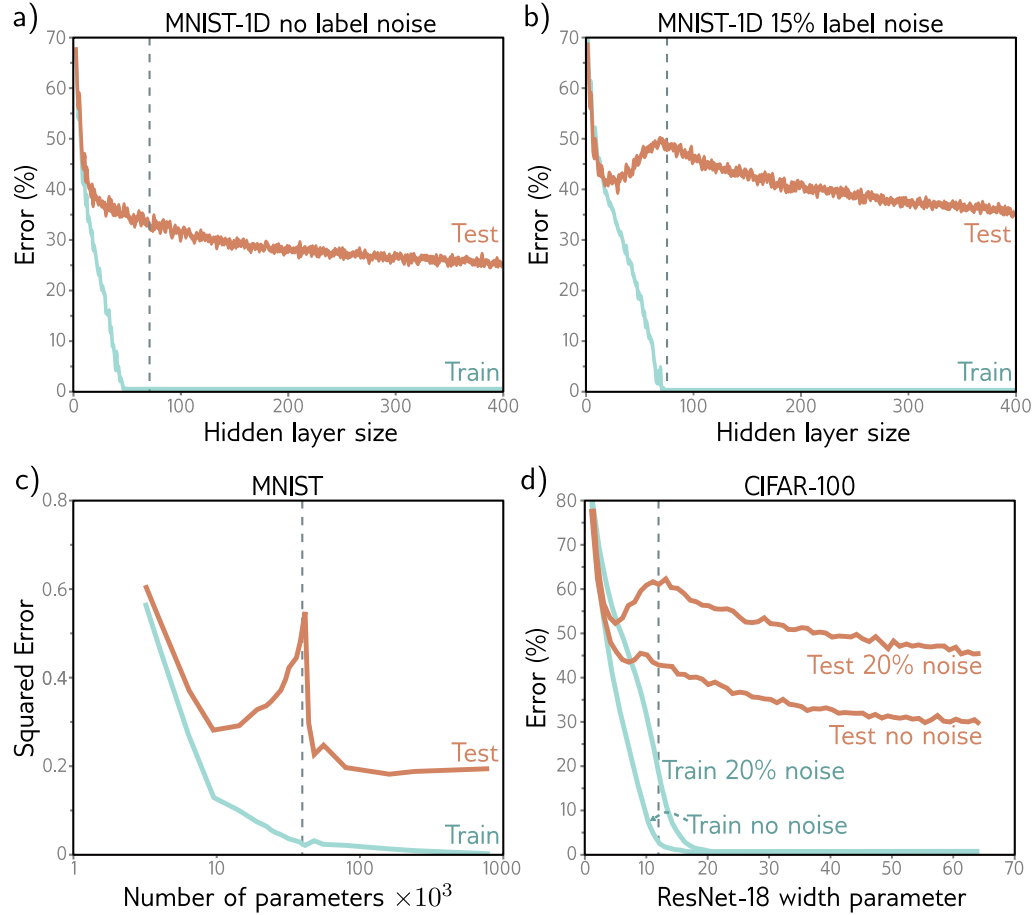 a)
MNIST-1D no label noise
70
60
50
40
30
20
10
0
Error (%)
Test
Train
0
100
200
300
400
Hidden layer size
b)
MNIST-1D 15% label noise
70
60
50
40
30
20
10
0
Error (%)
Test
Train
0
100
200
300
400
Hidden layer size
c)
MNIST
0.8
0.6
0.4
0.2
0
Squared Error
Test
Train
1
10
100
1000
Number of parameters ×10³
d)
CIFAR-100
80
70
60
50
40
30
20
10
0
Error (%)
Test 20% noise
Test no noise
Train 20% noise
Train no noise
0
10
20
30
40
50
60
70
ResNet-18 width parameter